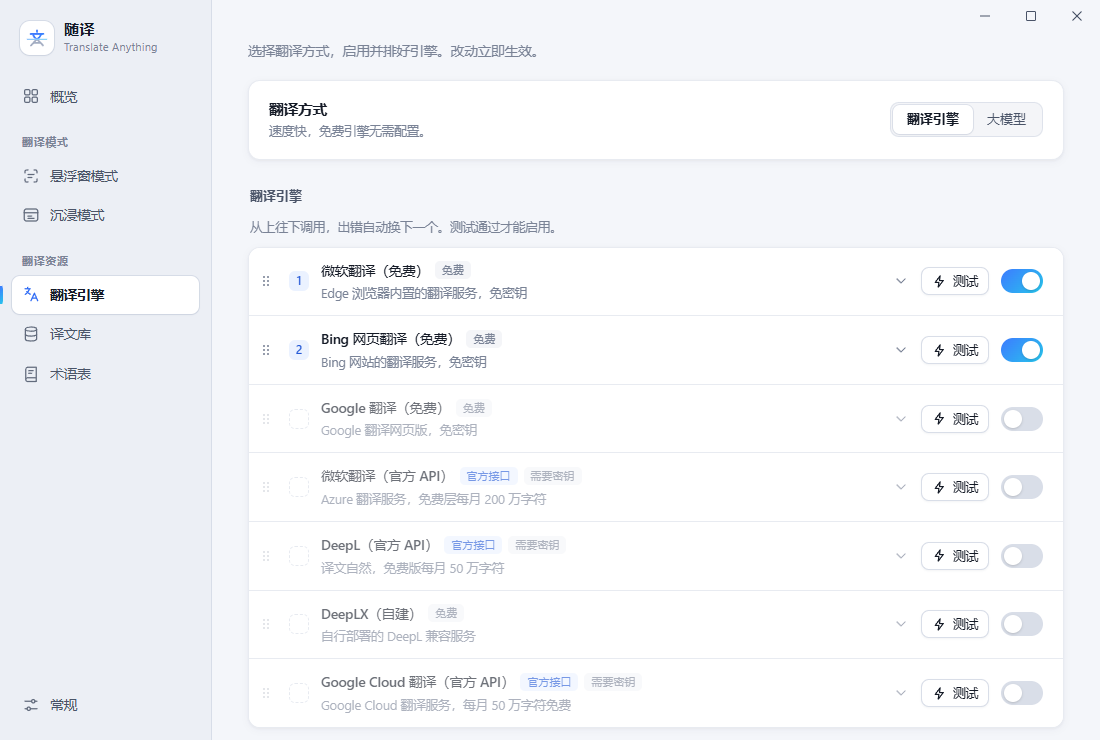 随译
Translate Anything
概览
翻译模式
悬浮窗模式
沉浸模式
翻译资源
翻译引擎
译文库
术语表
常规
选择翻译方式，启用并排好引擎。改动立即生效。
翻译方式
速度快，免费引擎无需配置。
翻译引擎
大模型
翻译引擎
从上往下调用，出错自动换下一个。测试通过才能启用。
1
微软翻译（免费） 免费
Edge 浏览器内置的翻译服务，免密钥
测试
2
Bing 网页翻译（免费） 免费
Bing 网站的翻译服务，免密钥
测试
Google 翻译（免费） 免费
Google 翻译网页版，免密钥
测试
微软翻译（官方 API） 官方接口 需要密钥
Azure 翻译服务，免费层每月 200 万字符
测试
DeepL（官方 API） 官方接口 需要密钥
译文自然，免费版每月 50 万字符
测试
DeepLX（自建） 免费
自行部署的 DeepL 兼容服务
测试
Google Cloud 翻译（官方 API） 官方接口 需要密钥
Google Cloud 翻译服务，每月 50 万字符免费
测试